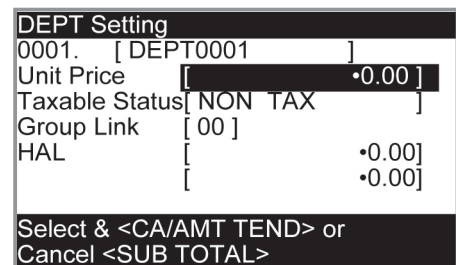 DEPT Setting
0001. [ DEPT0001 ]
Unit Price [ •0.00 ]
Taxable Status[ NON TAX ]
Group Link [ 00 ]
HAL [ •0.00]
[ •0.00]
Select & <CA/AMT TEND> or
Cancel <SUB TOTAL>